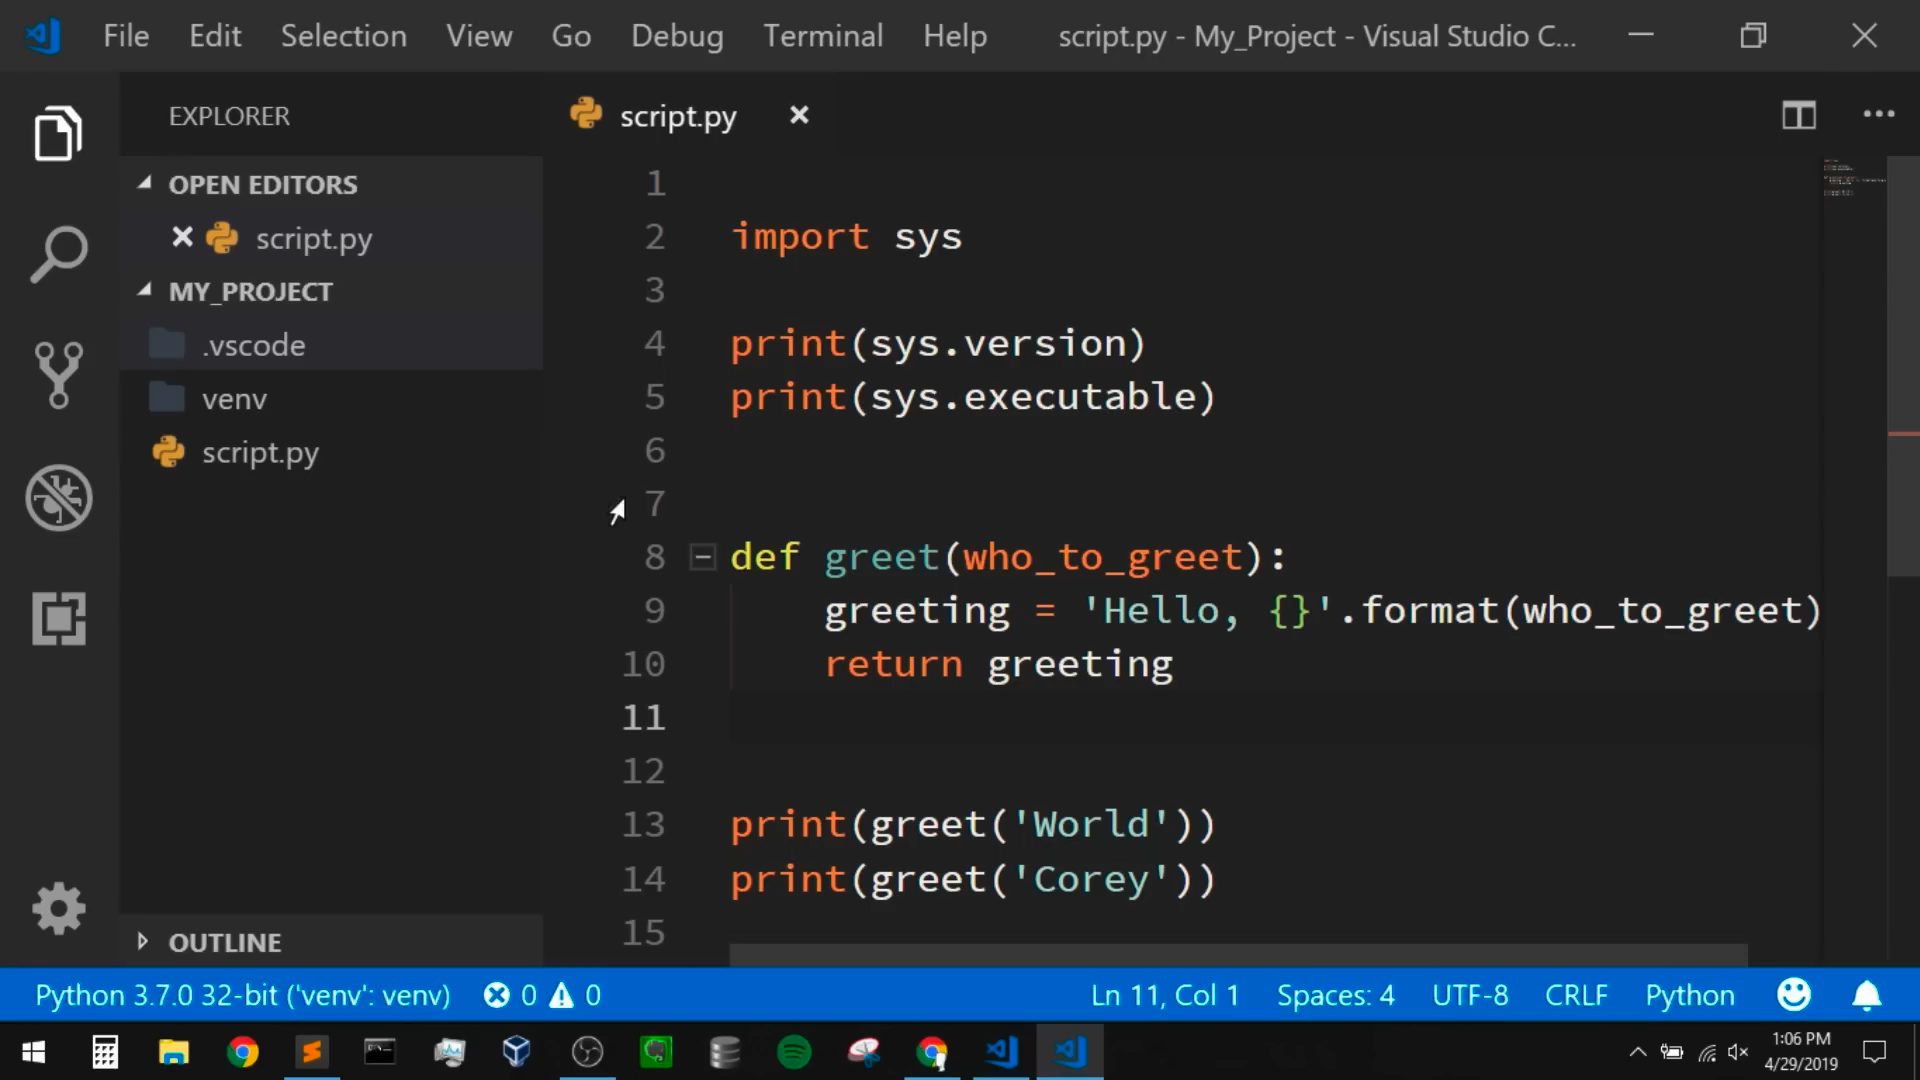 File Edit Selection View Go Debug Terminal Help script.py - My_Project - Visual Studio C...
EXPLORER
OPEN EDITORS
script.py
MY_PROJECT
.vscode
venv
script.py
OUTLINE
script.py
1
2 import sys
3
4 print(sys.version)
5 print(sys.executable)
6
7
8 def greet(who_to_greet):
9 greeting = 'Hello, {}'.format(who_to_greet)
10 return greeting
11
12
13 print(greet('World'))
14 print(greet('Corey'))
15
Python 3.7.0 32-bit ('venv': venv) 0 0 Ln 11, Col 1 Spaces: 4 UTF-8 CRLF Python
1:06 PM
4/29/2019